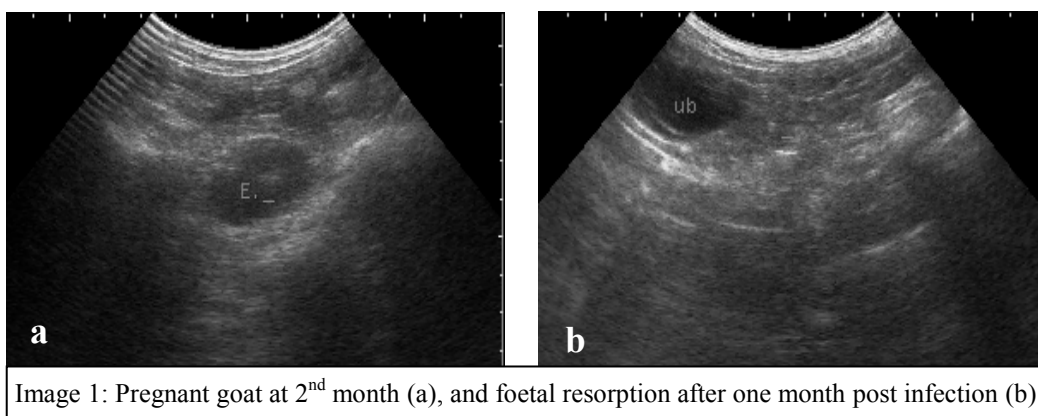 E. _
ub
a
b
Image 1: Pregnant goat at 2nd month (a), and foetal resorption after one month post infection (b)